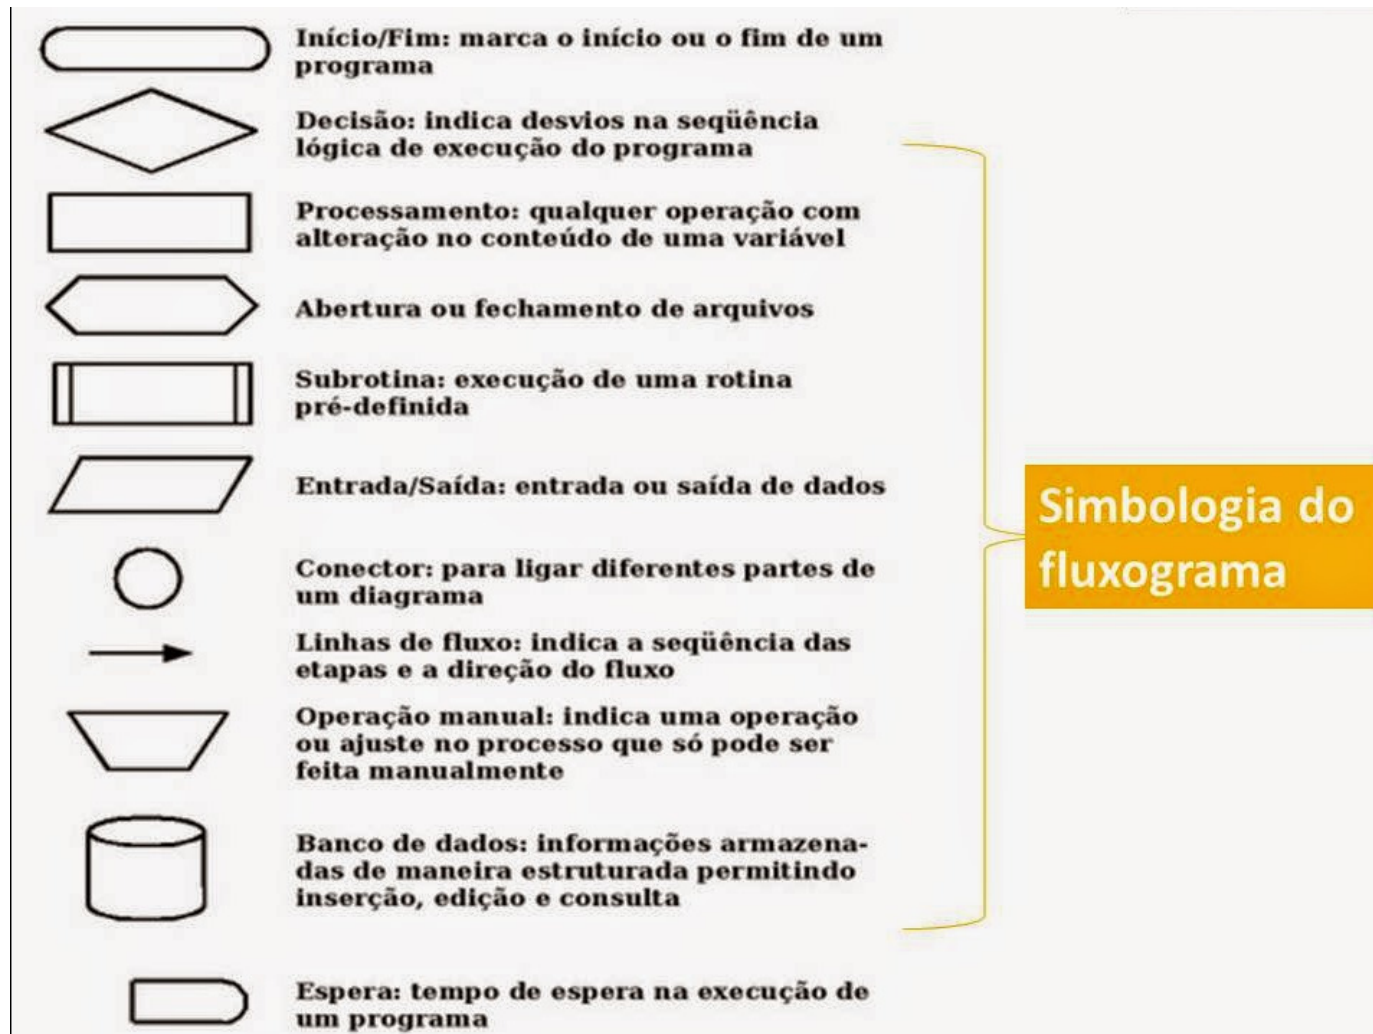 Início/Fim: marca o início ou o fim de um
programa
Decisão: indica desvios na seqüência
lógica de execução do programa
Processamento: qualquer operação com
alteração no conteúdo de uma variável
Abertura ou fechamento de arquivos
Subrotina: execução de uma rotina
pré-definida
Entrada/Saída: entrada ou saída de dados
Conector: para ligar diferentes partes de
um diagrama
Linhas de fluxo: indica a seqüência das
etapas e a direção do fluxo
Operação manual: indica uma operação
ou ajuste no processo que só pode ser
feita manualmente
Banco de dados: informações armazena-
das de maneira estruturada permitindo
inserção, edição e consulta
Espera: tempo de espera na execução de
um programa
Simbologia do
fluxograma